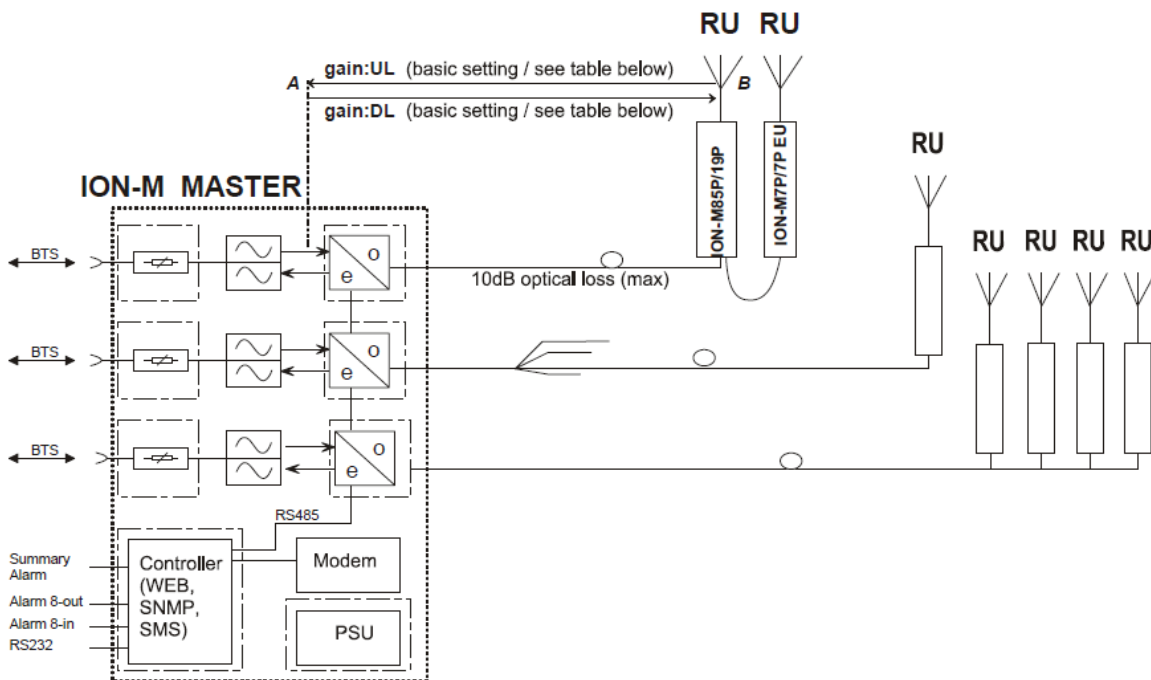 RU RU
A gain:UL (basic setting / see table below) B
gain:DL (basic setting / see table below)
ION-M85P/19P
ION-M7P/7P EU
RU
RU RU RU RU
ION-M MASTER
BTS
o
e
10dB optical loss (max)
BTS
o
e
BTS
o
e
RS485
Summary
Alarm
Alarm 8-out
Alarm 8-in
RS232
Controller
(WEB,
SNMP,
SMS)
Modem
PSU